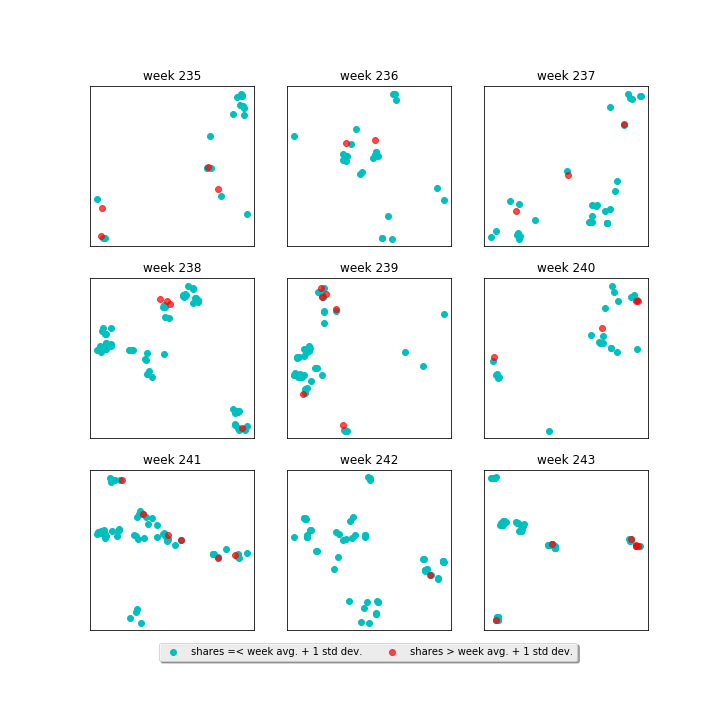 week 235
week 236
week 237
week 238
week 239
week 240
week 241
week 242
week 243
shares =< week avg. + 1 std dev.
shares > week avg. + 1 std dev.